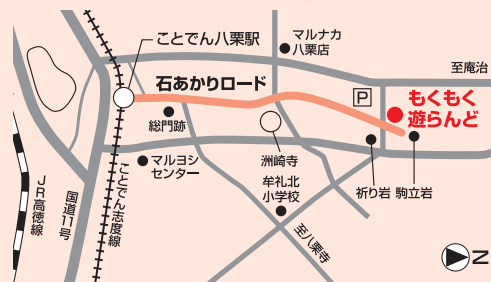 ことでん八栗駅
マルナカ
八栗店
至庵治
石あかりロード
P
もくもく
遊らんど
総門跡
マルヨシ
センター
洲崎寺
祈り岩
駒立岩
牟礼北
小学校
至八栗寺
ことでん志度線
国道11号
JR高徳線
N